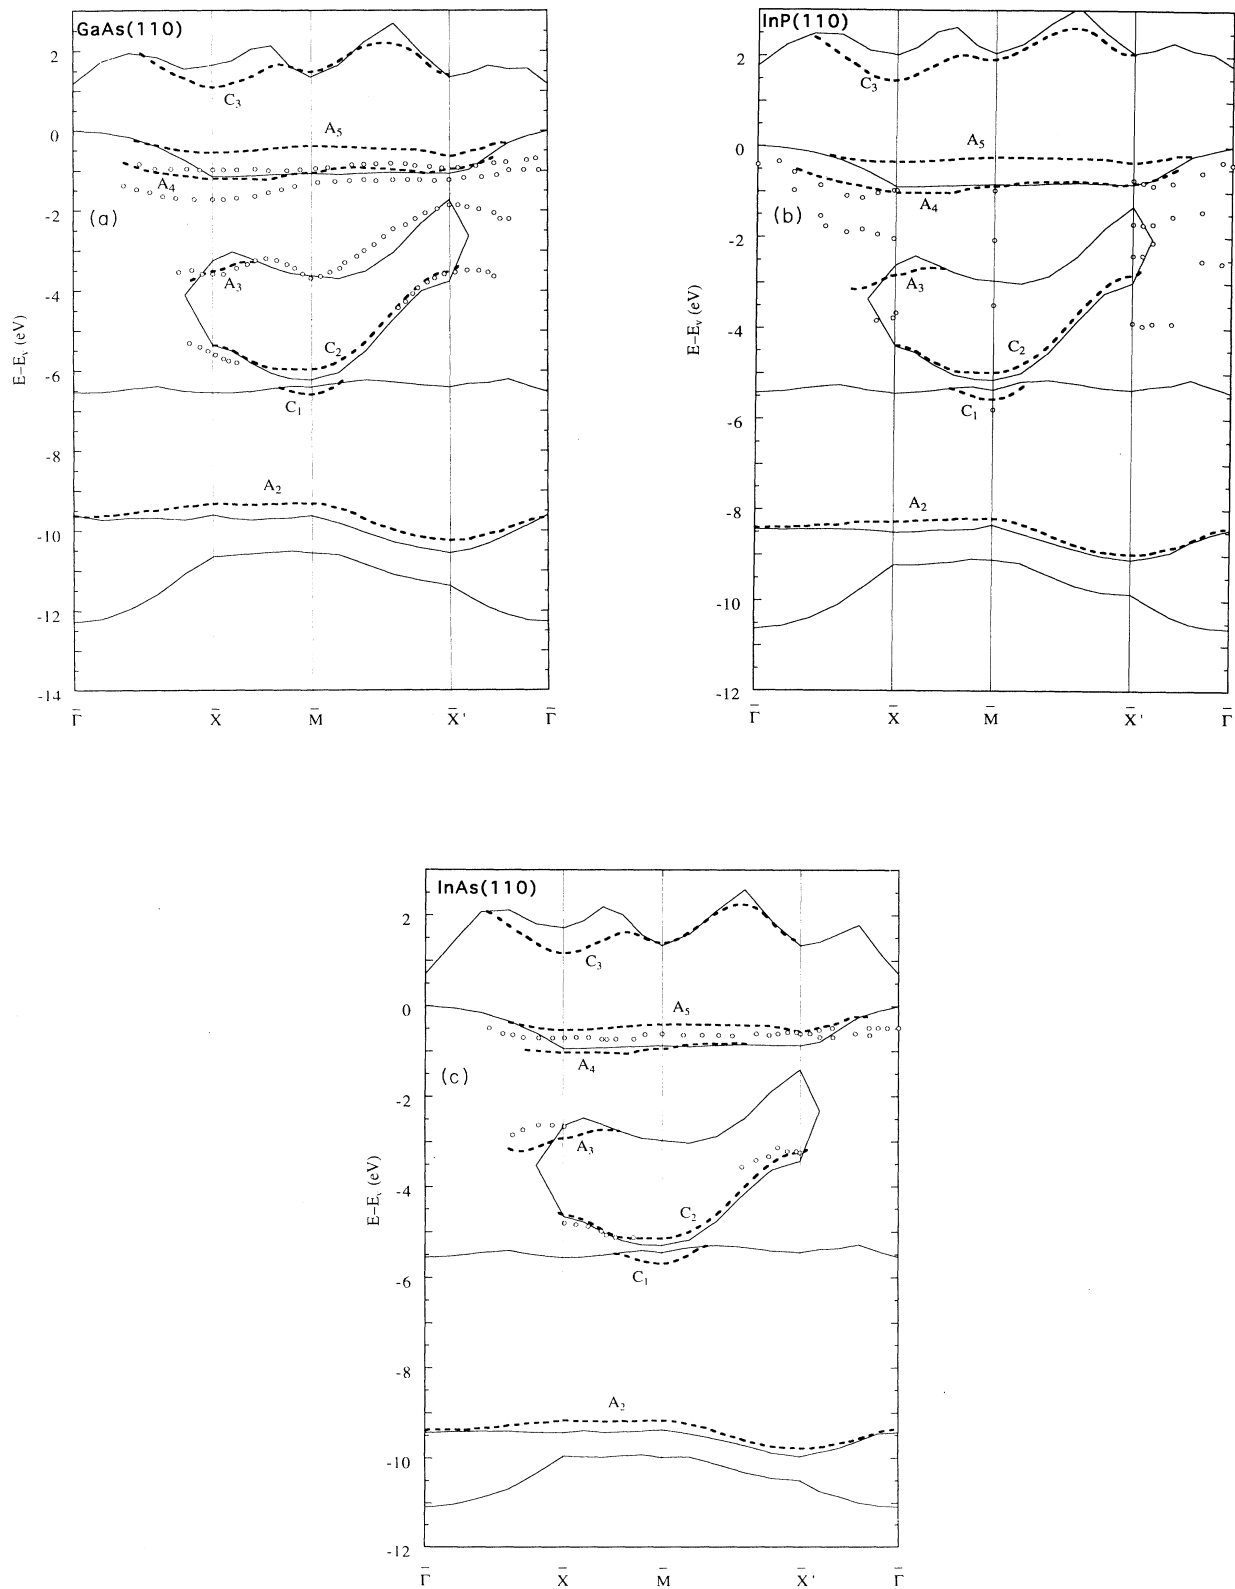 GaAs(110)
2
0
-2
-4
-6
-8
-10
-12
-14
E−Eᵥ (eV)
(a)
C₃
A₅
A₄
A₃
C₂
C₁
A₂
Γ̄ X̄ M̄ X̄' Γ̄
InP(110)
2
0
-2
-4
-6
-8
-10
-12
E−Eᵥ (eV)
(b)
C₃
A₅
A₄
A₃
C₂
C₁
A₂
Γ̄ X̄ M̄ X̄' Γ̄
InAs(110)
2
0
-2
-4
-6
-8
-10
-12
E−Eᵥ (eV)
(c)
C₃
A₅
A₄
A₃
C₂
C₁
A₂
Γ̄ X̄ M̄ X̄' Γ̄